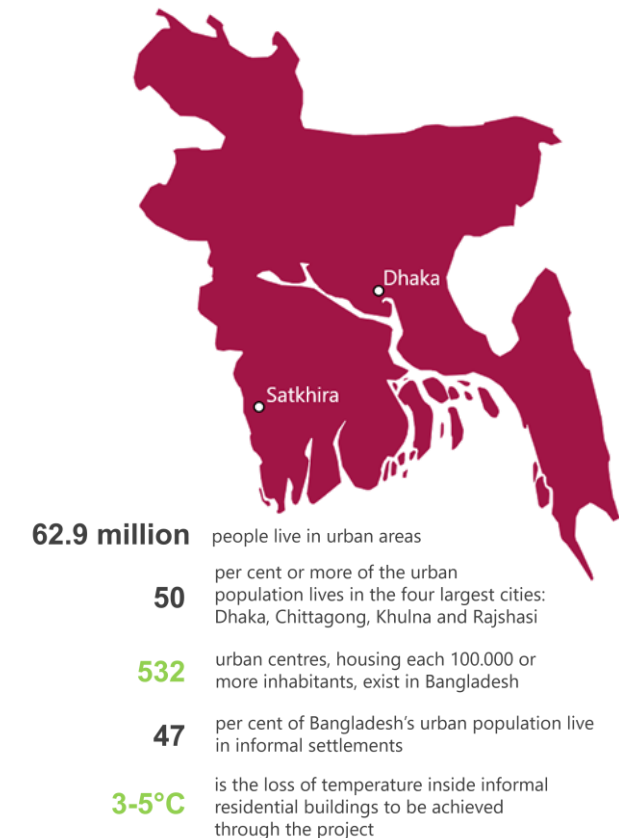 Dhaka
Satkhira
62.9 million people live in urban areas
50 per cent or more of the urban
population lives in the four largest cities:
Dhaka, Chittagong, Khulna and Rajshasi
532 urban centres, housing each 100.000 or
more inhabitants, exist in Bangladesh
47 per cent of Bangladesh's urban population live
in informal settlements
3-5°C is the loss of temperature inside informal
residential buildings to be achieved
through the project